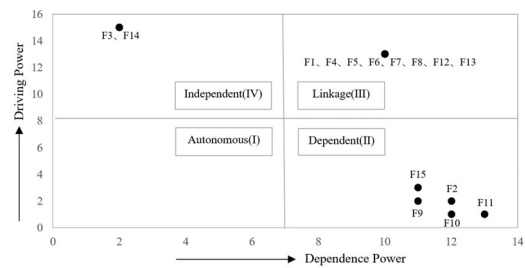 16
14
12
10
8
6
4
2
0
Driving Power
F3、F14
F1、F4、F5、F6、F7、F8、F12、F13
Independent(IV)
Linkage(III)
Autonomous(I)
Dependent(II)
F15
F2
F11
F9
F10
0 2 4 6 8 10 12 14
Dependence Power